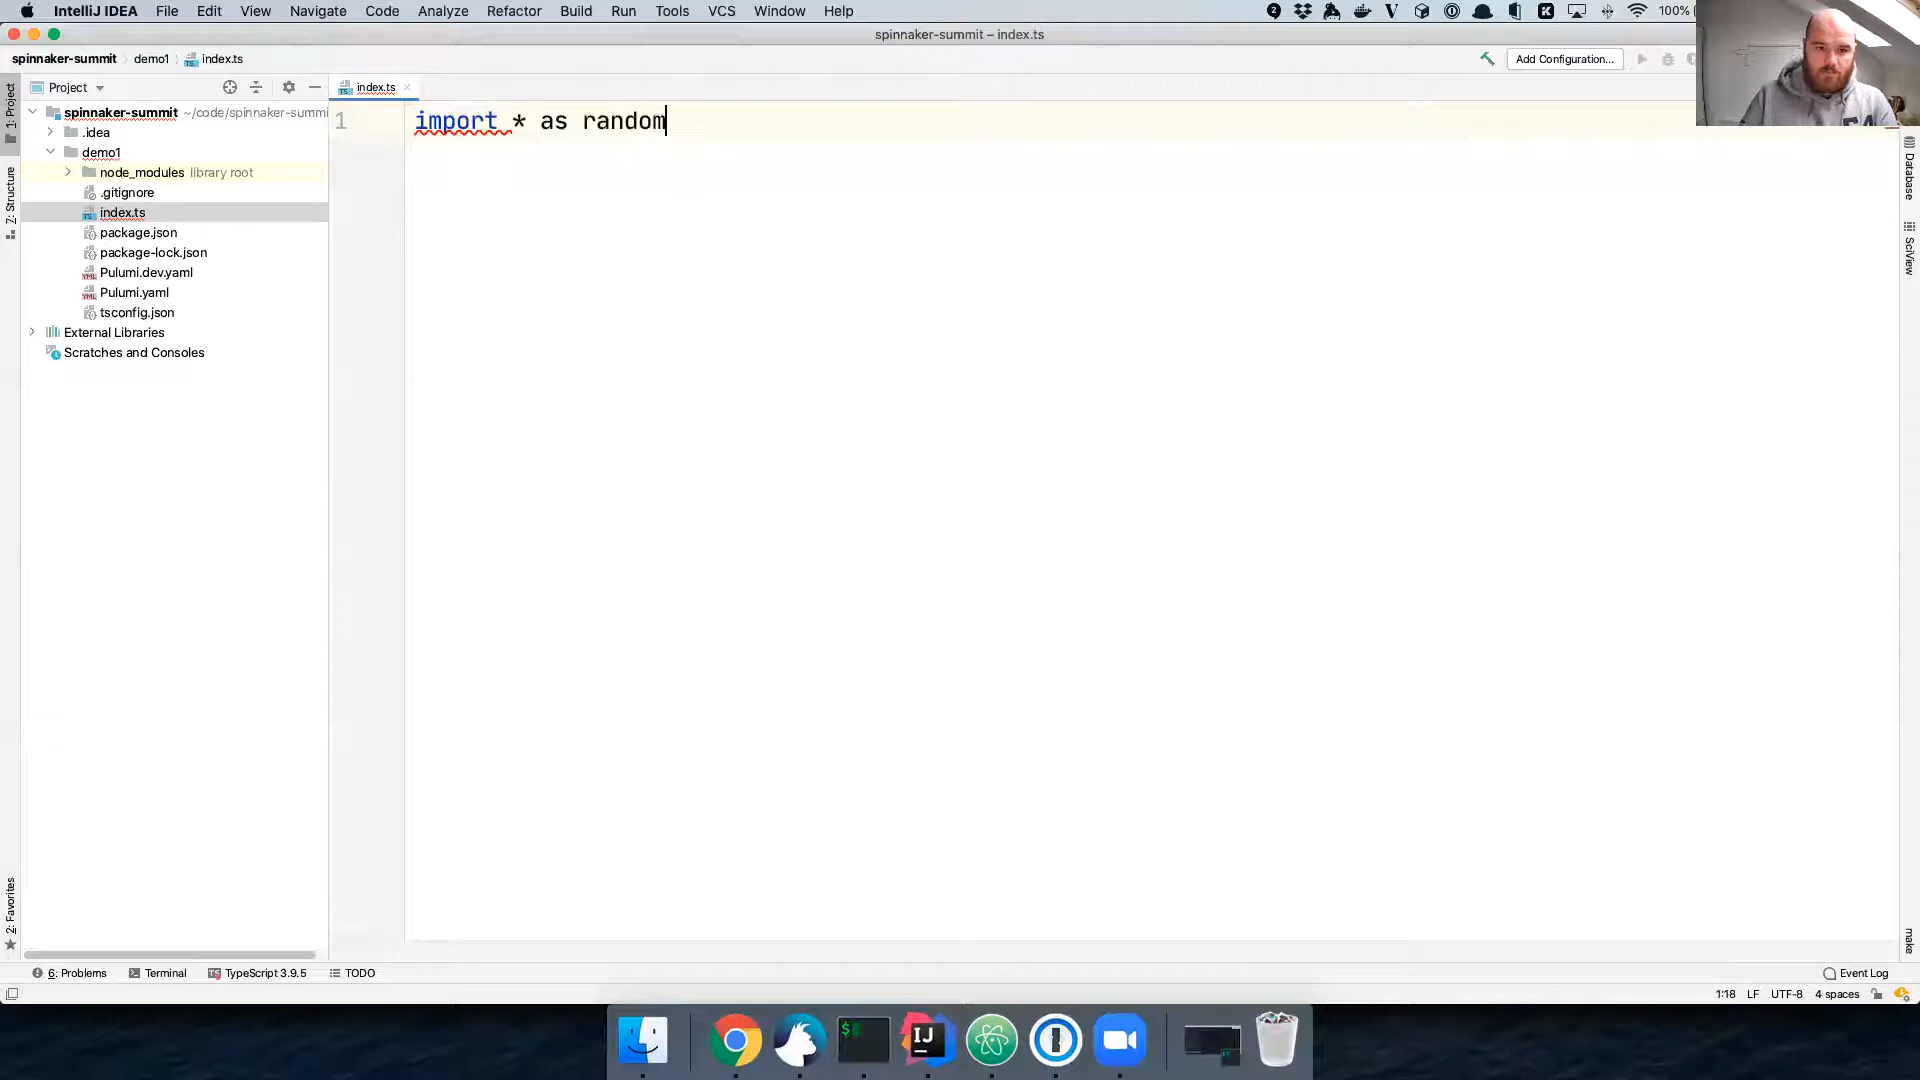 IntelliJ IDEA File Edit View Navigate Code Analyze Refactor Build Run Tools VCS Window Help 100%
spinnaker-summit – index.ts
spinnaker-summit demo1 index.ts Add Configuration...
Project index.ts
1: Project
spinnaker-summit ~/code/spinnaker-summi
1 import * as random
.idea
demo1
node_modules library root
.gitignore
index.ts
package.json
package-lock.json
Pulumi.dev.yaml
Pulumi.yaml
tsconfig.json
External Libraries
Scratches and Consoles
7: Structure
2: Favorites
Database
SciView
make
6: Problems Terminal TypeScript 3.9.5 TODO Event Log
1:18 LF UTF-8 4 spaces